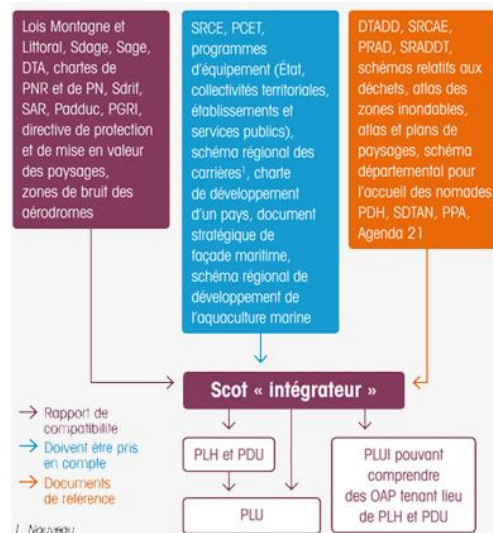 Lois Montagne et
Littoral, Sdage, Sage,
DTA, chartes de
PNR et de PN, Sdrif,
SAR, Padduc, PGRI,
directive de protection
et de mise en valeur
des paysages,
zones de bruit des
aérodromes
SRCE, PCET,
programmes
d'équipement (État,
collectivités territoriales,
établissements et
services publics),
schéma régional des
carrières¹, charte
de développement
d'un pays, document
stratégique de
façade maritime,
schéma régional de
développement de
l'aquaculture marine
DTADD, SRCAE,
PRAD, SRADDT,
schémas relatifs aux
déchets, atlas des
zones inondables,
atlas et plans de
paysages, schéma
départemental pour
l'accueil des nomades
PDH, SDTAN, PPA,
Agenda 21
Scot « intégrateur »
Rapport de
compatibilité
Doivent être pris
en compte
Documents
de référence
PLH et PDU
PLU
PLUI pouvant
comprendre
des OAP tenant lieu
de PLH et PDU
1. Nouveau